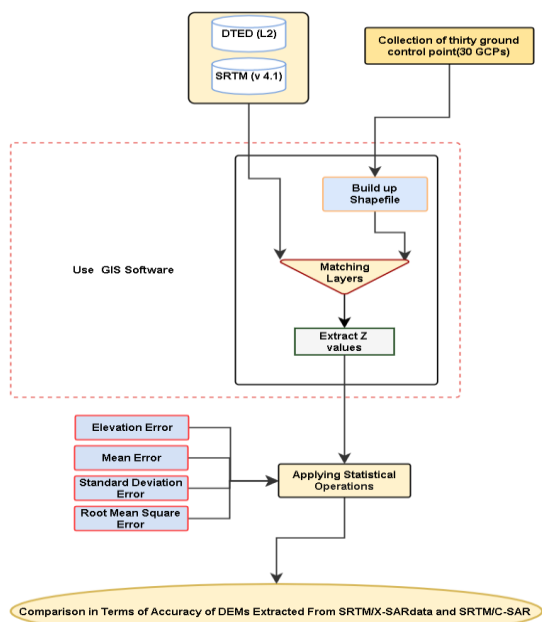 DTED (L2)
SRTM (v 4.1)
Collection of thirty ground
control point(30 GCPs)
Build up
Shapefile
Use GIS Software
Matching
Layers
Extract Z
values
Elevation Error
Mean Error
Standard Deviation
Error
Root Mean Square
Error
Applying Statistical
Operations
Comparison in Terms of Accuracy of DEMs Extracted From SRTM/X-SARdata and SRTM/C-SAR